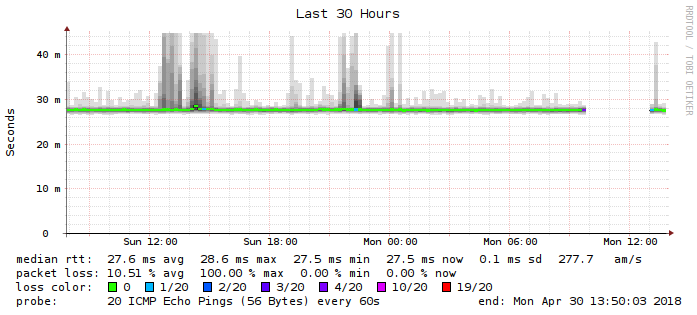 Last 30 Hours
RRDTOOL / TOBI OETIKER
Seconds
40 m
30 m
20 m
10 m
0
Sun 12:00 Sun 18:00 Mon 00:00 Mon 06:00 Mon 12:00
median rtt: 27.6 ms avg 28.6 ms max 27.5 ms min 27.5 ms now 0.1 ms sd 277.7 am/s
packet loss: 10.51 % avg 100.00 % max 0.00 % min 0.00 % now
loss color: 0 1/20 2/20 3/20 4/20 10/20 19/20
probe: 20 ICMP Echo Pings (56 Bytes) every 60s end: Mon Apr 30 13:50:03 2018